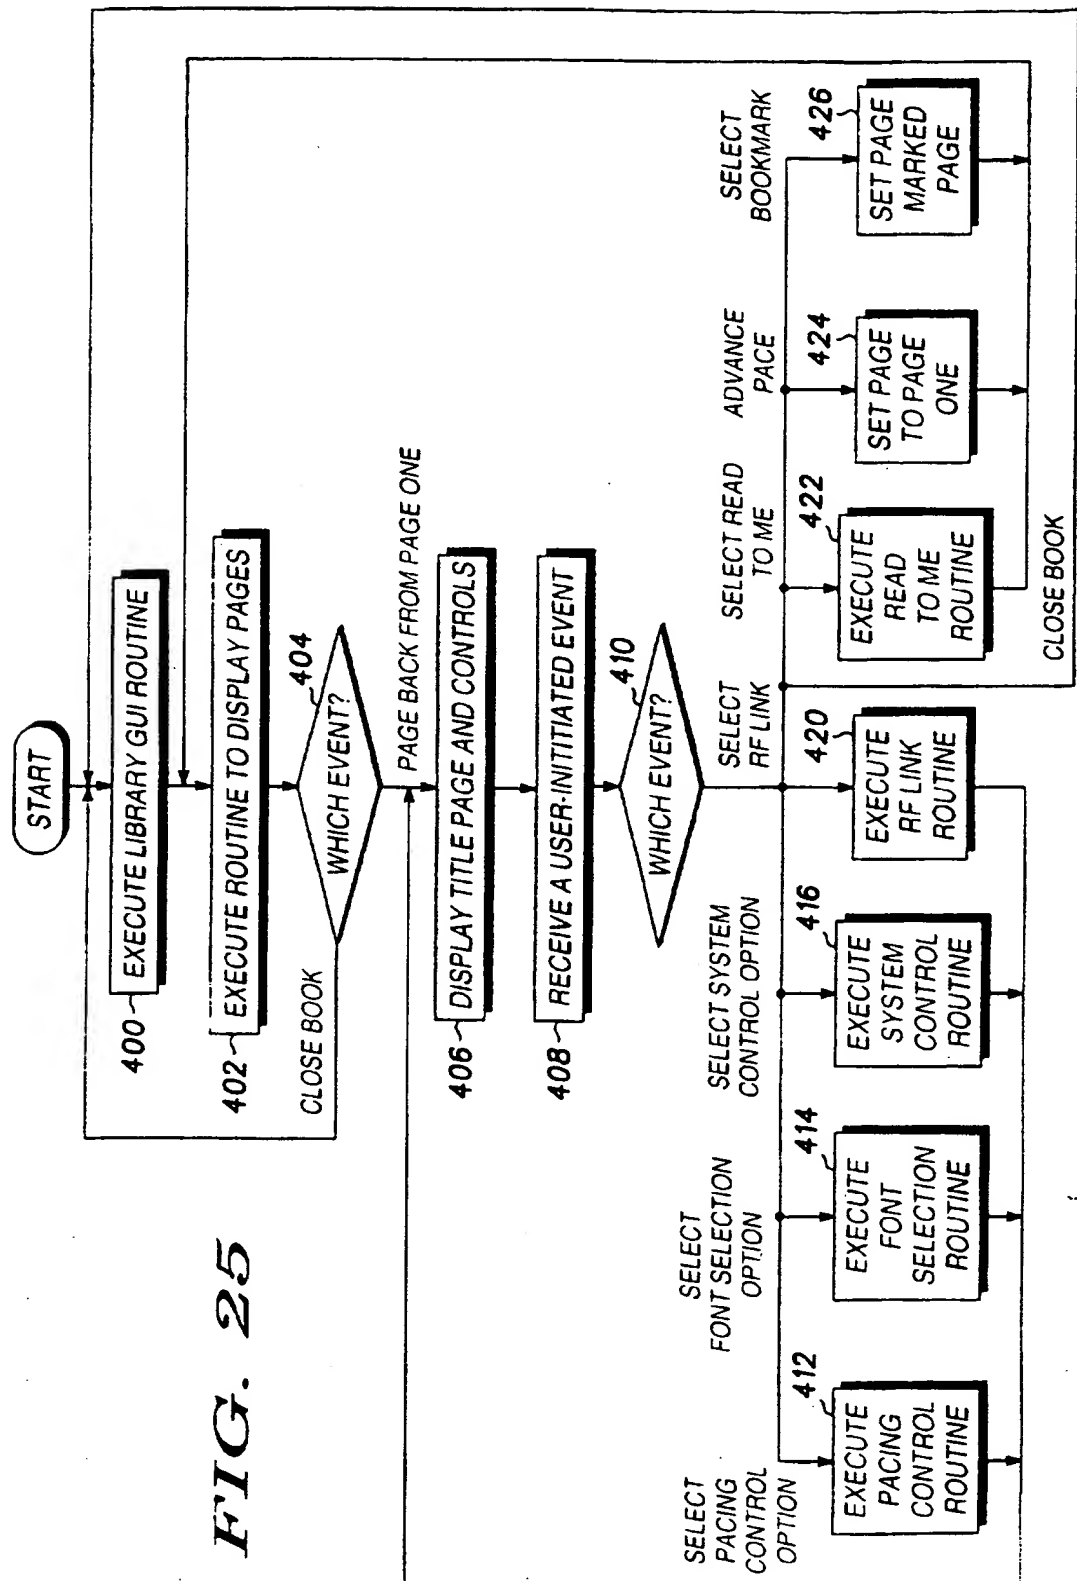 FIG. 25
START
400
EXECUTE LIBRARY GUI ROUTINE
402
EXECUTE ROUTINE TO DISPLAY PAGES
404
WHICH EVENT?
CLOSE BOOK
PAGE BACK FROM PAGE ONE
406
DISPLAY TITLE PAGE AND CONTROLS
408
RECEIVE A USER-INITITIATED EVENT
410
WHICH EVENT?
SELECT
PACING
CONTROL
OPTION
412
EXECUTE
PACING
CONTROL
ROUTINE
SELECT
FONT SELECTION
OPTION
414
EXECUTE
FONT
SELECTION
ROUTINE
SELECT SYSTEM
CONTROL OPTION
416
EXECUTE
SYSTEM
CONTROL
ROUTINE
SELECT
RF LINK
420
EXECUTE
RF LINK
ROUTINE
SELECT READ
TO ME
422
EXECUTE
READ
TO ME
ROUTINE
ADVANCE
PACE
424
SET PAGE
TO PAGE
ONE
SELECT
BOOKMARK
426
SET PAGE
MARKED
PAGE
CLOSE BOOK